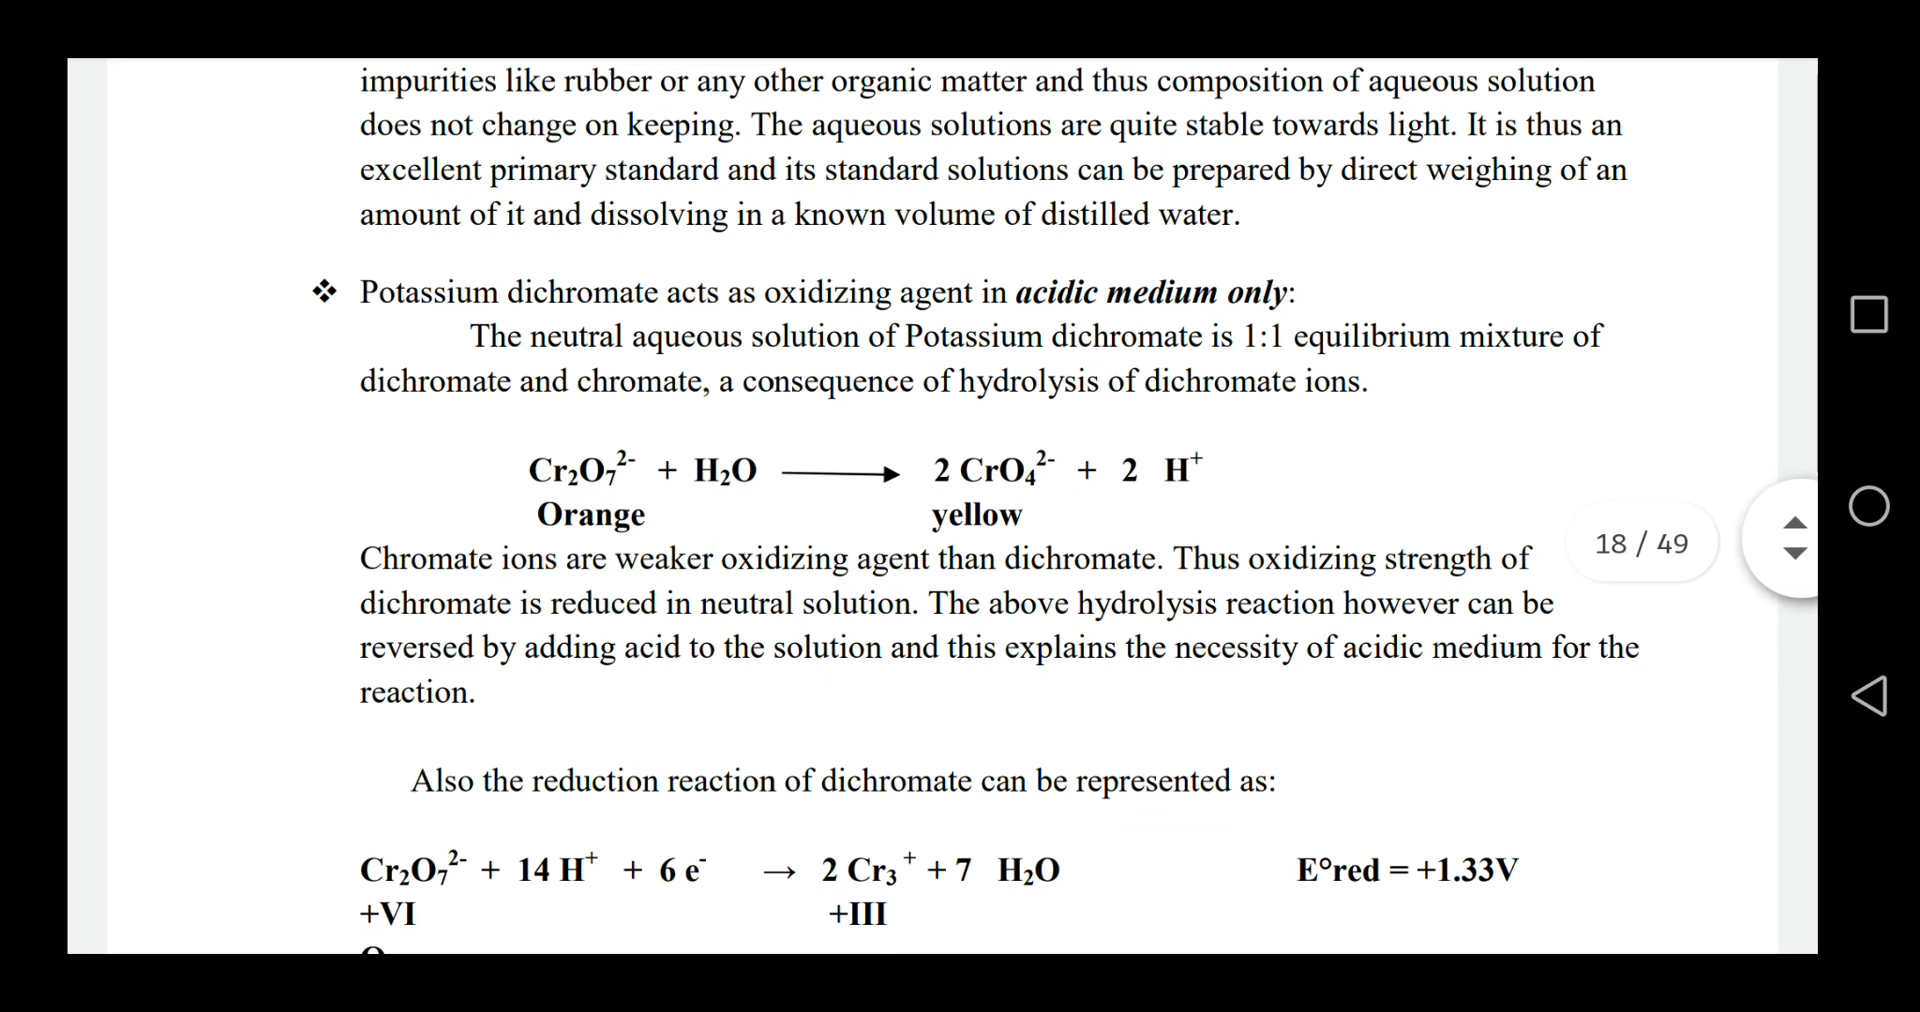 impurities like rubber or any other organic matter and thus composition of aqueous solution
does not change on keeping. The aqueous solutions are quite stable towards light. It is thus an
excellent primary standard and its standard solutions can be prepared by direct weighing of an
amount of it and dissolving in a known volume of distilled water.
❖ Potassium dichromate acts as oxidizing agent in acidic medium only:
The neutral aqueous solution of Potassium dichromate is 1:1 equilibrium mixture of
dichromate and chromate, a consequence of hydrolysis of dichromate ions.
Cr₂O₇²⁻ + H₂O ⟶ 2 CrO₄²⁻ + 2 H⁺
Orange yellow
Chromate ions are weaker oxidizing agent than dichromate. Thus oxidizing strength of
18 / 49
dichromate is reduced in neutral solution. The above hydrolysis reaction however can be
reversed by adding acid to the solution and this explains the necessity of acidic medium for the
reaction.
Also the reduction reaction of dichromate can be represented as:
Cr₂O₇²⁻ + 14 H⁺ + 6 e⁻ → 2 Cr₃⁺ + 7 H₂O E°red = +1.33V
+VI +III